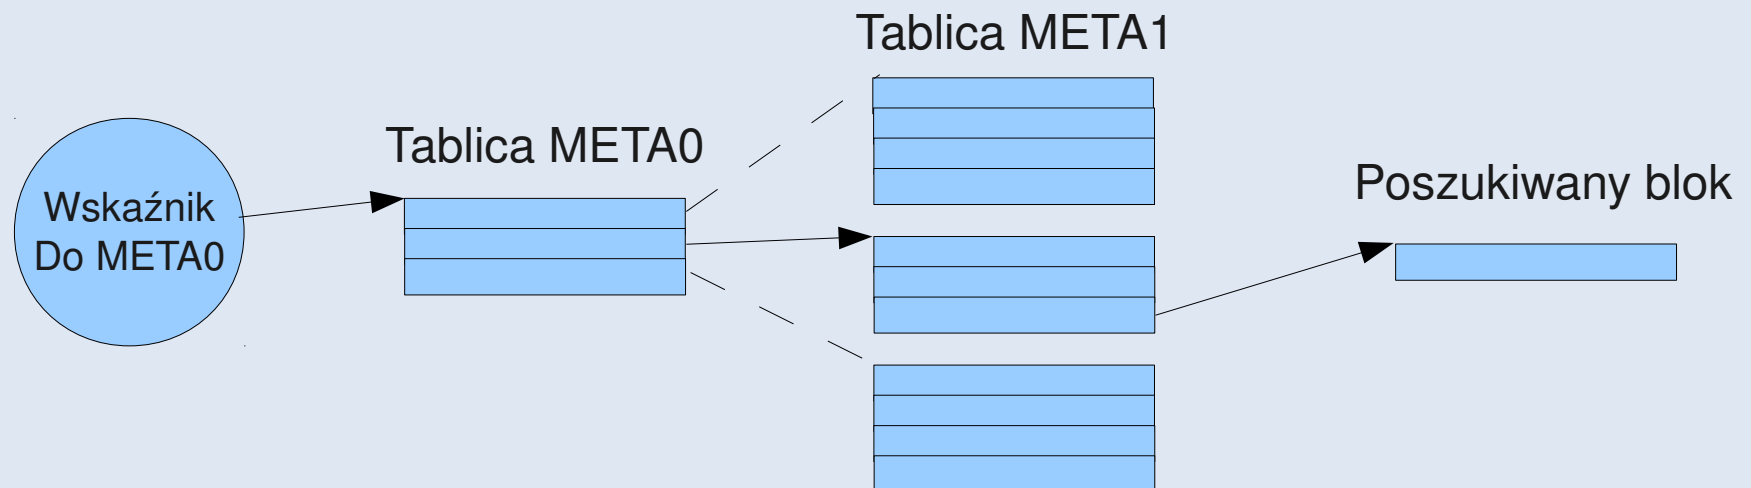 Tablica META1
Tablica META0
Wskaźnik
Do META0
Poszukiwany blok